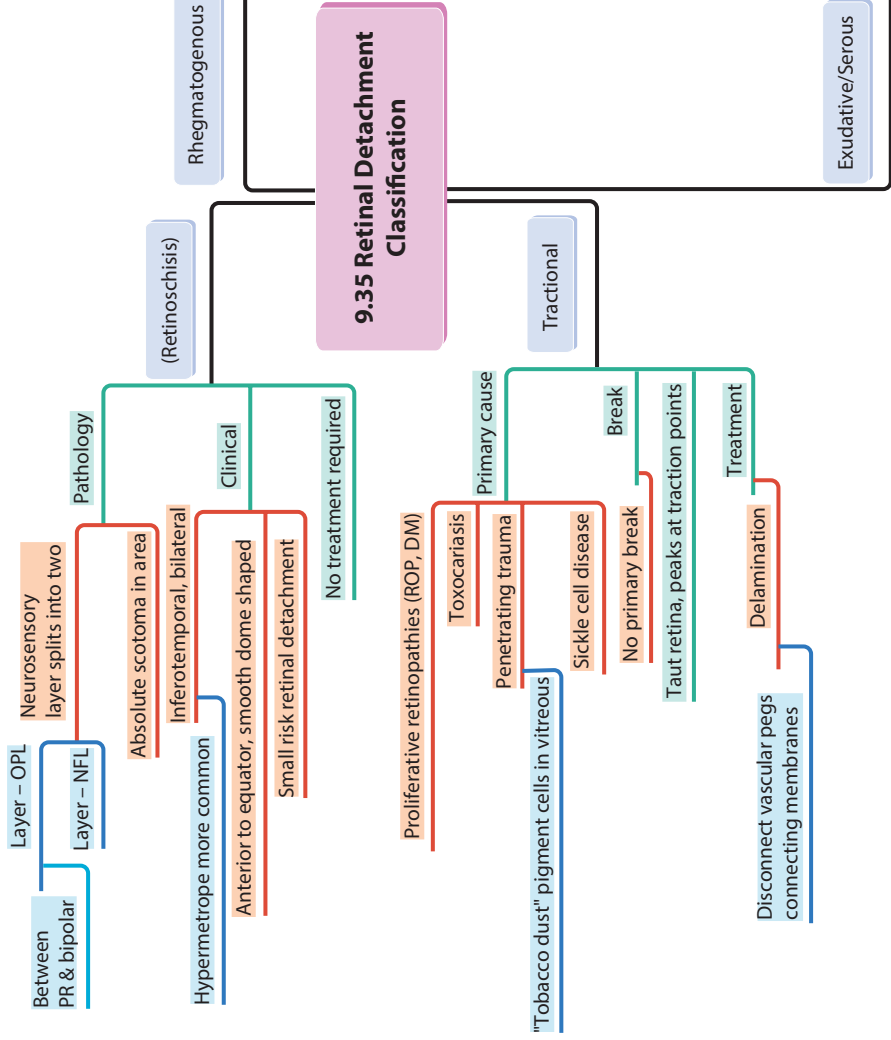 9.35 Retinal Detachment
Classification
Rhegmatogenous
(Retinoschisis)
Pathology
Neurosensory
layer splits into two
Layer – OPL
Between
PR & bipolar
Layer – NFL
Absolute scotoma in area
Clinical
Inferotemporal, bilateral
Hypermetrope more common
Anterior to equator, smooth dome shaped
Small risk retinal detachment
No treatment required
Tractional
Primary cause
Proliferative retinopathies (ROP, DM)
Toxocariasis
Penetrating trauma
"Tobacco dust" pigment cells in vitreous
Sickle cell disease
Break
No primary break
Taut retina, peaks at traction points
Treatment
Delamination
Disconnect vascular pegs
connecting membranes
Exudative/Serous